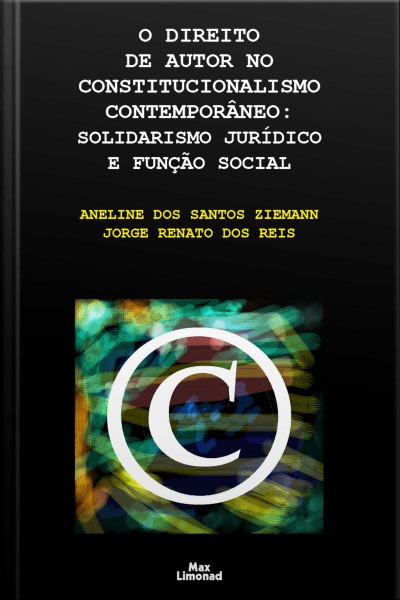 O DIREITO
DE AUTOR NO
CONSTITUCIONALISMO
CONTEMPORÂNEO:
SOLIDARISMO JURÍDICO
E FUNÇÃO SOCIAL
ANELINE DOS SANTOS ZIEMANN
JORGE RENATO DOS REIS
©
Max
Limonad